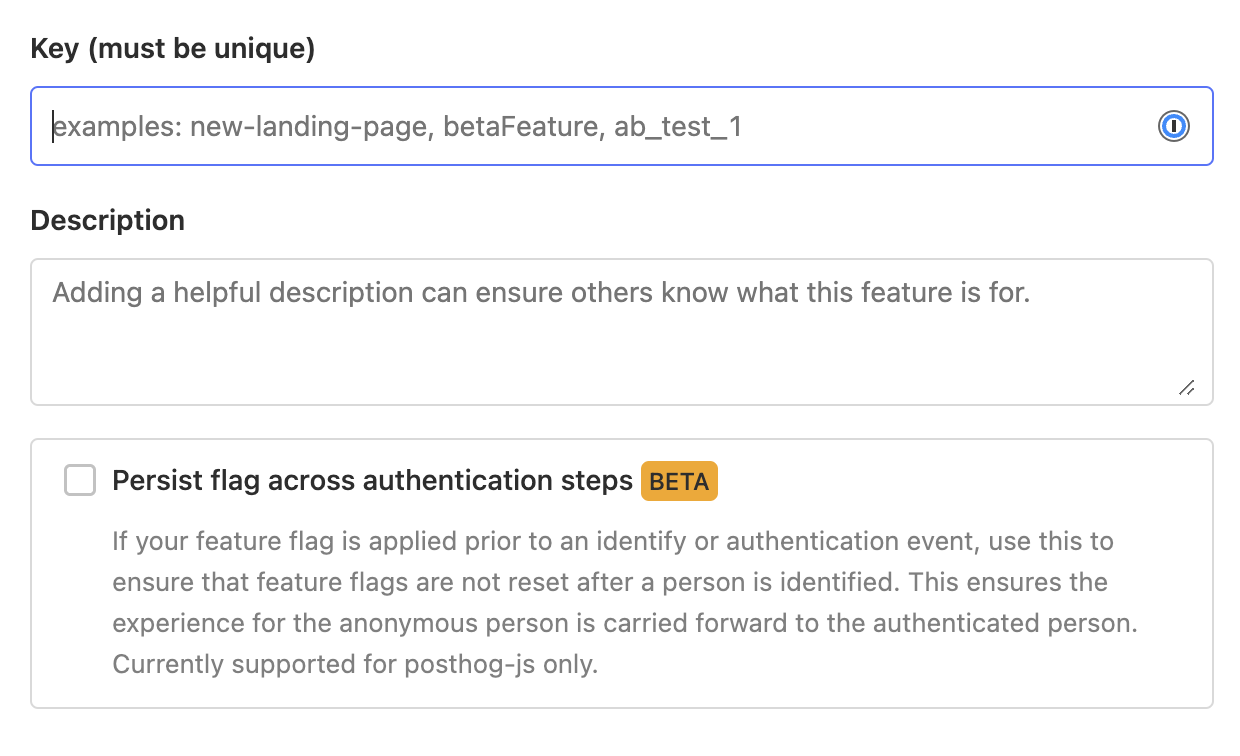 Key (must be unique)
examples: new-landing-page, betaFeature, ab_test_1
Description
Adding a helpful description can ensure others know what this feature is for.
Persist flag across authentication steps BETA
If your feature flag is applied prior to an identify or authentication event, use this to
ensure that feature flags are not reset after a person is identified. This ensures the
experience for the anonymous person is carried forward to the authenticated person.
Currently supported for posthog-js only.